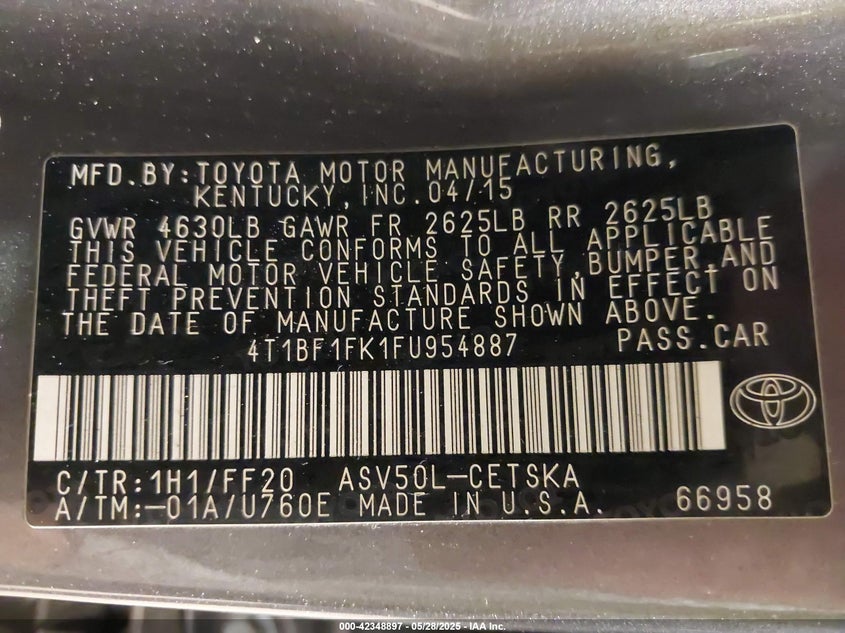 MFD.BY:TOYOTA MOTOR MANUFACTURING,
KENTUCKY,INC.04/15
GVWR 4630LB GAWR FR 2625LB RR 2625LB
THIS VEHICLE CONFORMS TO ALL APPLICABLE
FEDERAL MOTOR VEHICLE SAFETY,BUMPER,AND
THEFT PREVENTION STANDARDS IN EFFECT ON
THE DATE OF MANUFACTURE SHOWN ABOVE.
4T1BF1FK1FU954887 PASS.CAR
C/TR:1H1/FF20 ASV50L-CETSKA
A/TM:-01A/U760E MADE IN U.S.A. 66958
000-42348897 - 05/28/2025 - IAA Inc.